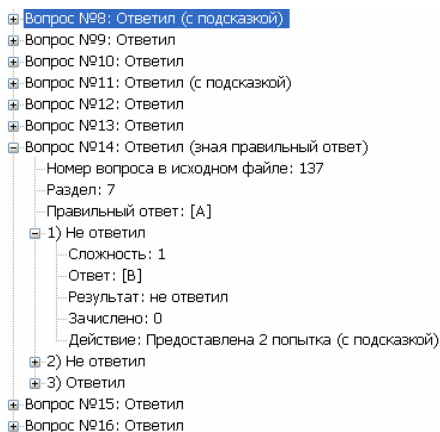 Вопрос №8: Ответил (с подсказкой)
Вопрос №9: Ответил
Вопрос №10: Ответил
Вопрос №11: Ответил (с подсказкой)
Вопрос №12: Ответил
Вопрос №13: Ответил
Вопрос №14: Ответил (зная правильный ответ)
Номер вопроса в исходном файле: 137
Раздел: 7
Правильный ответ: [A]
1) Не ответил
Сложность: 1
Ответ: [B]
Результат: не ответил
Зачислено: 0
Действие: Предоставлена 2 попытка (с подсказкой)
2) Не ответил
3) Ответил
Вопрос №15: Ответил
Вопрос №16: Ответил